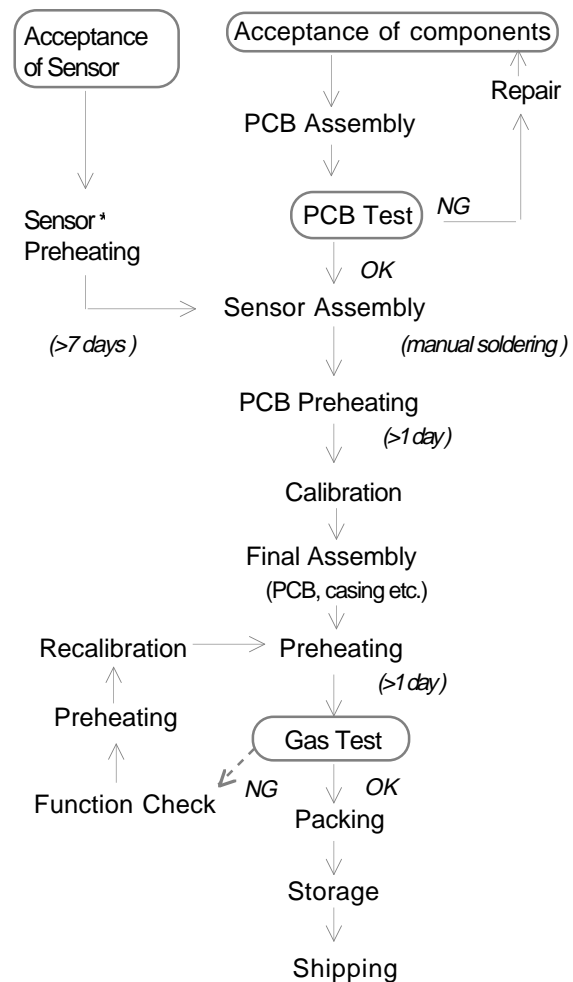 Acceptance
of Sensor
Acceptance of components
Repair
PCB Assembly
PCB Test
NG
Sensor *
Preheating
OK
Sensor Assembly
(>7 days )
(manual soldering )
PCB Preheating
(>1 day)
Calibration
Final Assembly
(PCB, casing etc.)
Recalibration
Preheating
(>1 day)
Preheating
Gas Test
NG
OK
Function Check
Packing
Storage
Shipping